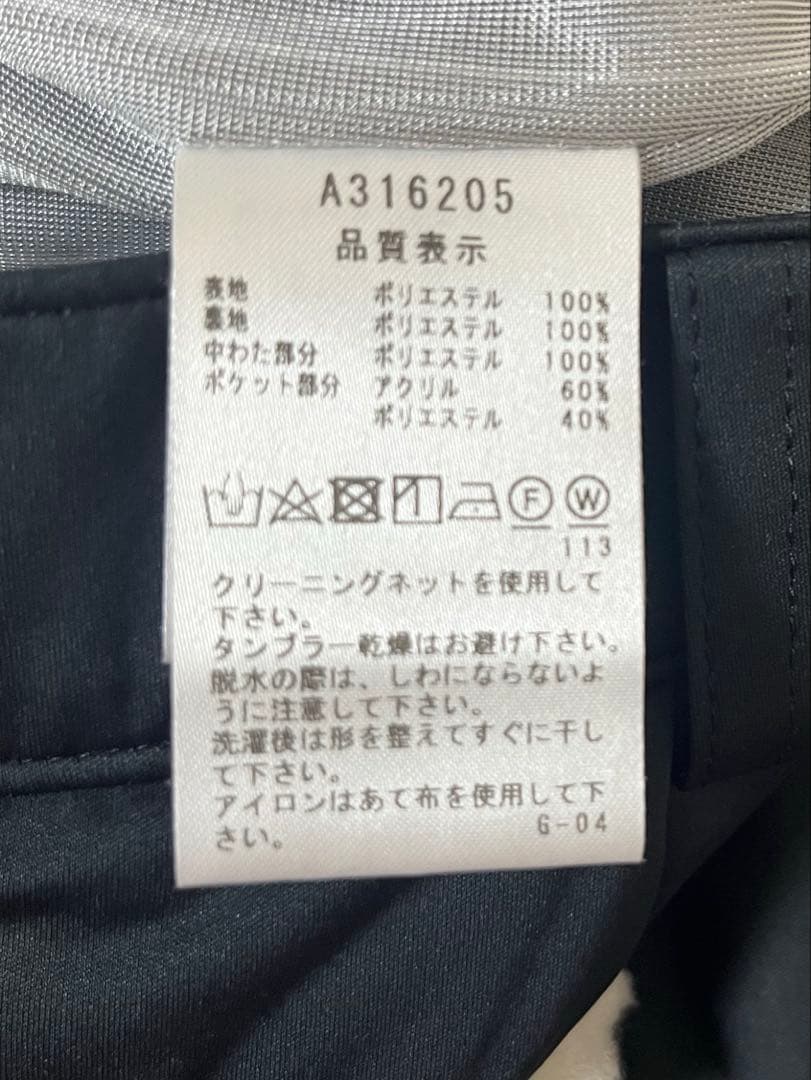 A316205
品質表示
表地 ポリエステル 100%
裏地 ポリエステル 100%
中わた部分 ポリエステル 100%
ポケット部分 アクリル 60%
ポリエステル 40%
F W
113
クリーニングネットを使用して
下さい。
タンブラー乾燥はお避け下さい。
脱水の際は、しわにならないよ
うに注意して下さい。
洗濯後は形を整えてすぐに干し
て下さい。
アイロンはあて布を使用して下
さい。 G-04